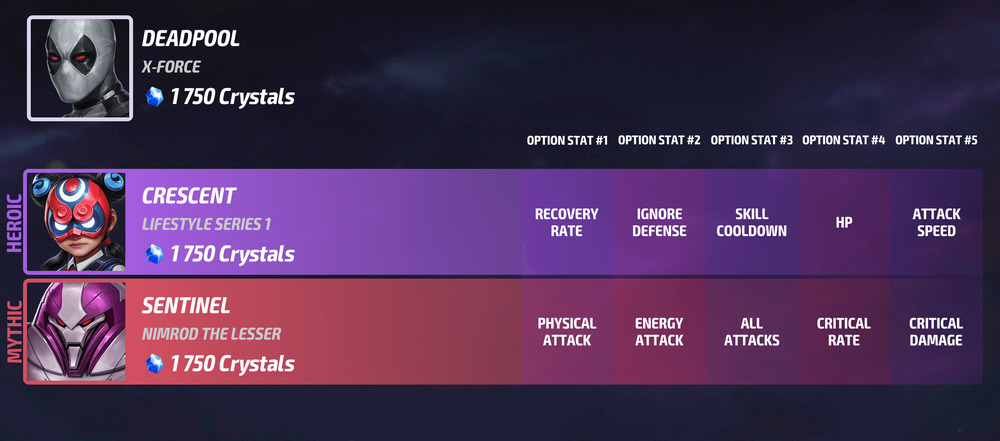 DEADPOOL
X-FORCE
1 750 Crystals
OPTION STAT #1 OPTION STAT #2 OPTION STAT #3 OPTION STAT #4 OPTION STAT #5
HEROIC
CRESCENT
LIFESTYLE SERIES 1
1 750 Crystals
RECOVERY
RATE
IGNORE
DEFENSE
SKILL
COOLDOWN
HP
ATTACK
SPEED
MYTHIC
SENTINEL
NIMROD THE LESSER
1 750 Crystals
PHYSICAL
ATTACK
ENERGY
ATTACK
ALL
ATTACKS
CRITICAL
RATE
CRITICAL
DAMAGE